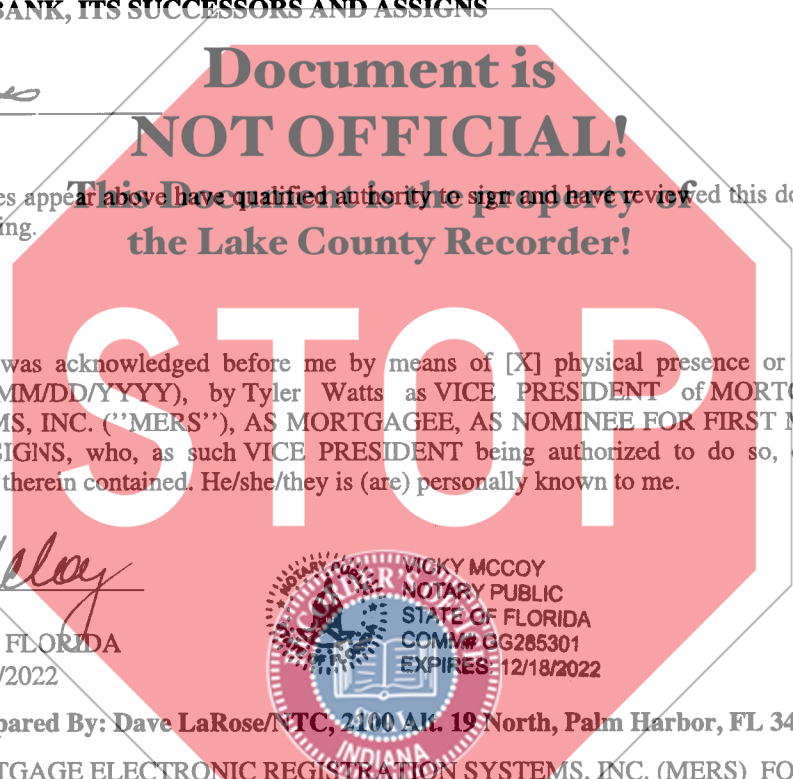 BANK, ITS SUCCESSORS AND ASSIGNS
Document is
NOT OFFICIAL!
es appear above have qualified authority to sign and have reviewed this do
This Document is the property of
ing.
the Lake County Recorder!
STOP
was acknowledged before me by means of [X] physical presence or
MM/DD/YYYY), by Tyler Watts as VICE PRESIDENT of MORTG
MS, INC. (''MERS''), AS MORTGAGEE, AS NOMINEE FOR FIRST M
SIGNS, who, as such VICE PRESIDENT being authorized to do so,
therein contained. He/she/they is (are) personally known to me.
VICKY MCCOY
NOTARY PUBLIC
STATE OF FLORIDA
COMM# GG285301
EXPIRES: 12/18/2022
NOTARY PUBLIC
FLORIDA
/2022
pared By: Dave LaRose/NTC, 2100 Alt. 19 North, Palm Harbor, FL 34
INDIANA
TGAGE ELECTRONIC REGISTRATION SYSTEMS, INC. (MERS) FO